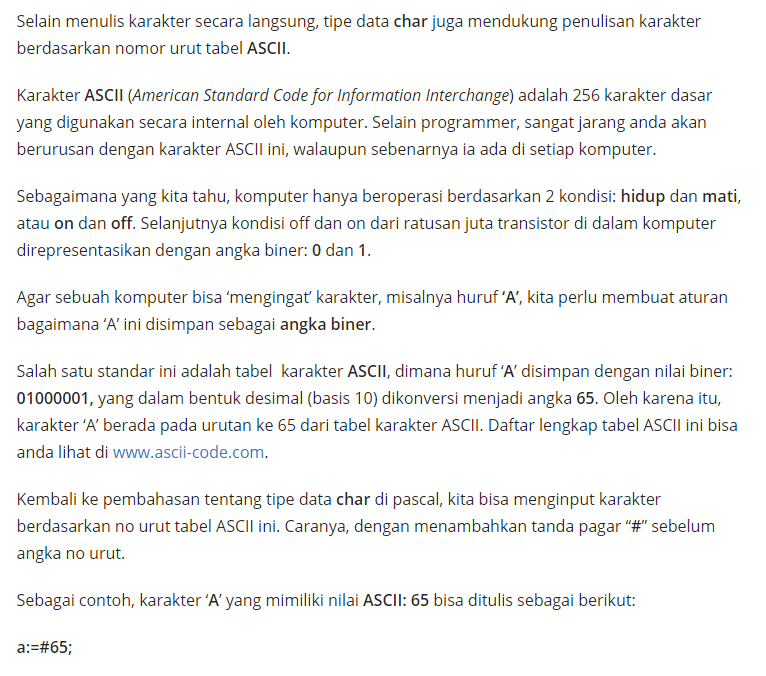 Selain menulis karakter secara langsung, tipe data char juga mendukung penulisan karakter
berdasarkan nomor urut tabel ASCII.
Karakter ASCII (American Standard Code for Information Interchange) adalah 256 karakter dasar
yang digunakan secara internal oleh komputer. Selain programmer, sangat jarang anda akan
berurusan dengan karakter ASCII ini, walaupun sebenarnya ia ada di setiap komputer.
Sebagaimana yang kita tahu, komputer hanya beroperasi berdasarkan 2 kondisi: hidup dan mati,
atau on dan off. Selanjutnya kondisi off dan on dari ratusan juta transistor di dalam komputer
direpresentasikan dengan angka biner: 0 dan 1.
Agar sebuah komputer bisa ‘mengingat’ karakter, misalnya huruf ‘A’, kita perlu membuat aturan
bagaimana ‘A’ ini disimpan sebagai angka biner.
Salah satu standar ini adalah tabel  karakter ASCII, dimana huruf ‘A’ disimpan dengan nilai biner:
01000001, yang dalam bentuk desimal (basis 10) dikonversi menjadi angka 65. Oleh karena itu,
karakter ‘A’ berada pada urutan ke 65 dari tabel karakter ASCII. Daftar lengkap tabel ASCII ini bisa
anda lihat di www.ascii-code.com.
Kembali ke pembahasan tentang tipe data char di pascal, kita bisa menginput karakter
berdasarkan no urut tabel ASCII ini. Caranya, dengan menambahkan tanda pagar “#” sebelum
angka no urut.
Sebagai contoh, karakter ‘A’ yang mimiliki nilai ASCII: 65 bisa ditulis sebagai berikut:
a:=#65;